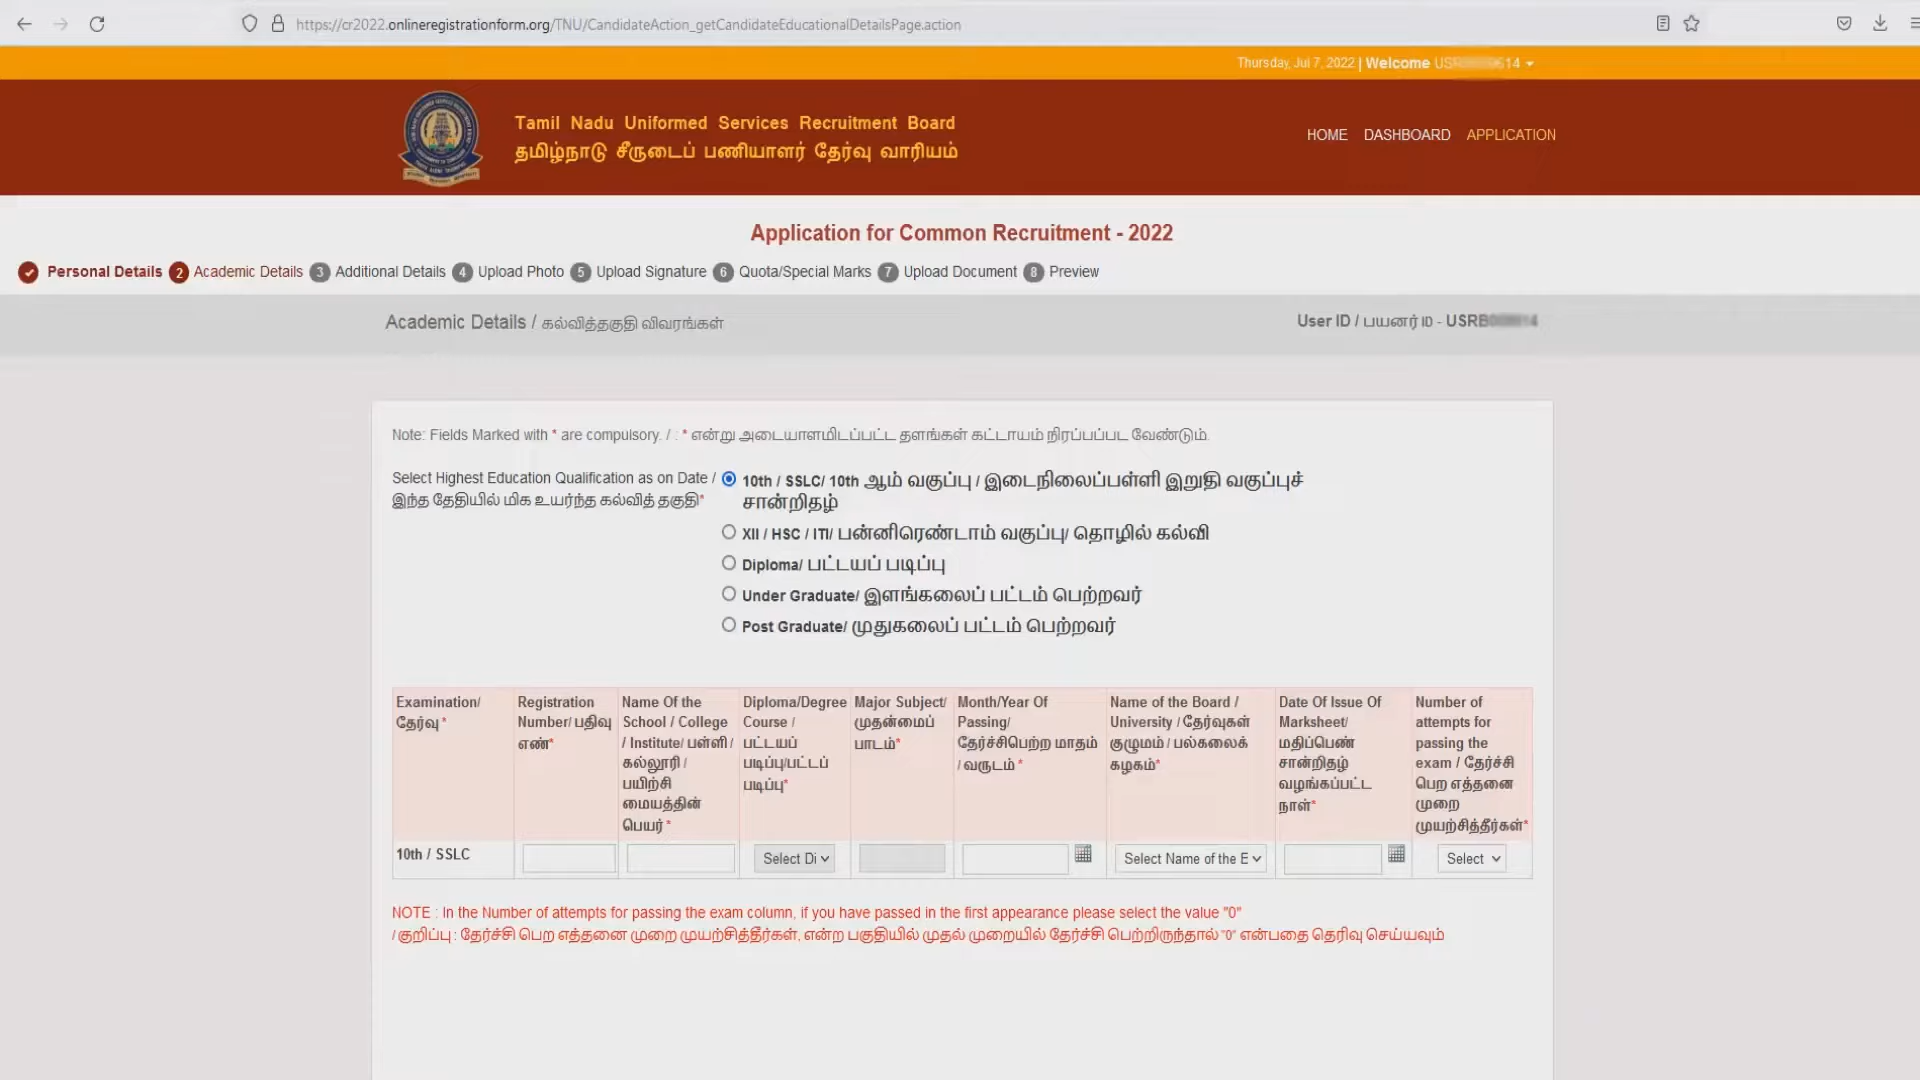 https://cr2022.onlineregistrationform.org/TNU/CandidateAction_getCandidateEducationalDetailsPage.action
Thursday, Jul 7, 2022 | Welcome
Tamil Nadu Uniformed Services Recruitment Board
தமிழ்நாடு சீருடைப் பணியாளர் தேர்வு வாரியம்
HOME DASHBOARD APPLICATION
Application for Common Recruitment - 2022
Personal Details 2 Academic Details 3 Additional Details 4 Upload Photo 5 Upload Signature 6 Quota/Special Marks 7 Upload Document 8 Preview
Academic Details / கல்வித்தகுதி விவரங்கள்
User ID / பயனர் ID -
Note: Fields Marked with * are compulsory. / : * என்று அடையாளமிடப்பட்ட தளங்கள் கட்டாயம் நிரப்பப்பட வேண்டும்.
Select Highest Education Qualification as on Date /
இந்த தேதியில் மிக உயர்ந்த கல்வித் தகுதி*
10th / SSLC/ 10th ஆம் வகுப்பு / இடைநிலைப்பள்ளி இறுதி வகுப்புச்
சான்றிதழ்
XII / HSC / ITI/ பன்னிரெண்டாம் வகுப்பு/ தொழில் கல்வி
Diploma/ பட்டயப் படிப்பு
Under Graduate/ இளங்கலைப் பட்டம் பெற்றவர்
Post Graduate/ முதுகலைப் பட்டம் பெற்றவர்
Examination/
தேர்வு *
Registration
Number/ பதிவு
எண்*
Name Of the
School / College
/ Institute/ பள்ளி /
கல்லூரி /
பயிற்சி
மையத்தின்
பெயர் *
Diploma/Degree
Course /
பட்டயப்
படிப்பு/பட்டப்
படிப்பு*
Major Subject/
முதன்மைப்
பாடம்*
Month/Year Of
Passing/
தேர்ச்சிபெற்ற மாதம்
/ வருடம் *
Name of the Board /
University / தேர்வுகள்
குழுமம் / பல்கலைக்
கழகம்*
Date Of Issue Of
Marksheet/
மதிப்பெண்
சான்றிதழ்
வழங்கப்பட்ட
நாள்*
Number of
attempts for
passing the
exam / தேர்ச்சி
பெற எத்தனை
முறை
முயற்சித்தீர்கள்*
10th / SSLC
Select Di
Select Name of the E
Select
NOTE : In the Number of attempts for passing the exam column, if you have passed in the first appearance please select the value "0"
/ குறிப்பு : தேர்ச்சி பெற எத்தனை முறை முயற்சித்தீர்கள், என்ற பகுதியில் முதல் முறையில் தேர்ச்சி பெற்றிருந்தால் "0" என்பதை தெரிவு செய்யவும்